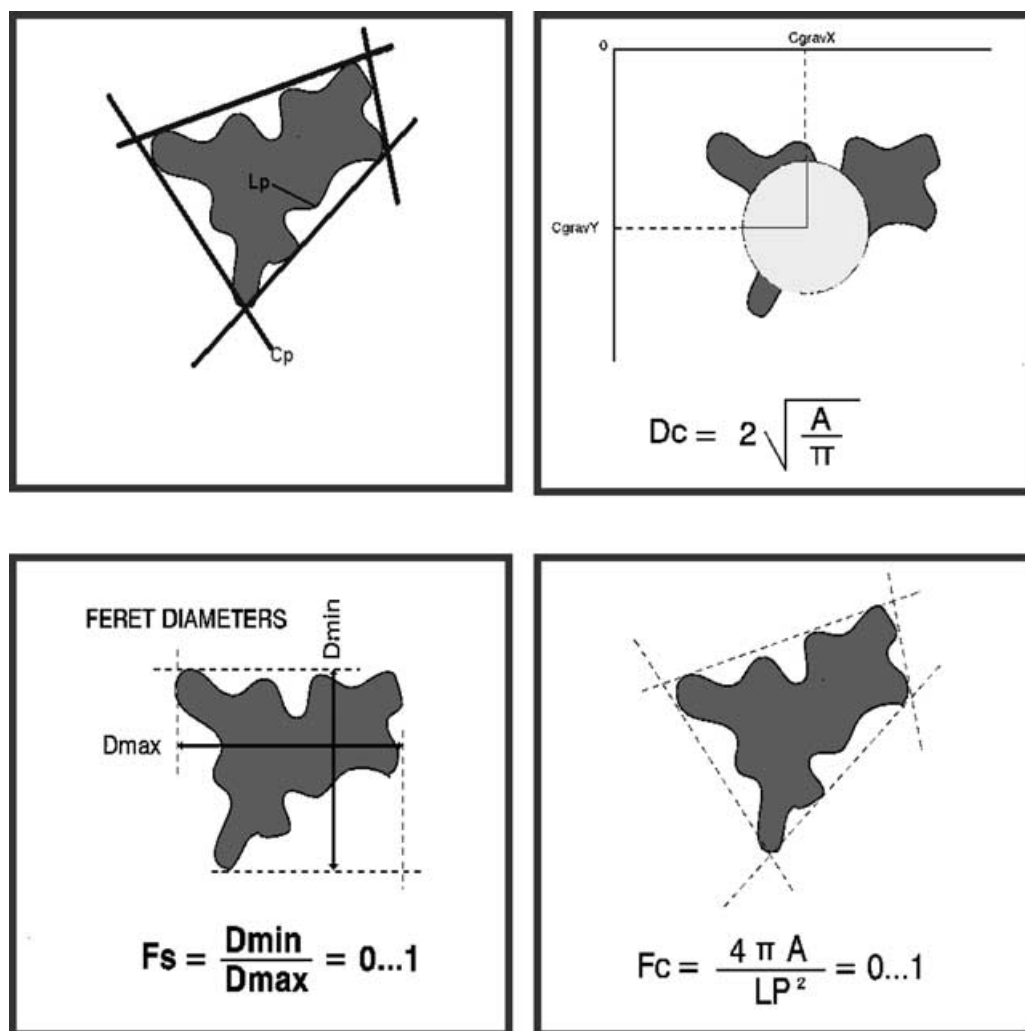 Lp
Cp
0
CgravX
CgravY
Dc = 2 √ A / π
FERET DIAMETERS
Dmin
Dmax
Fs = Dmin / Dmax = 0...1
Fc = 4 π A / LP² = 0...1